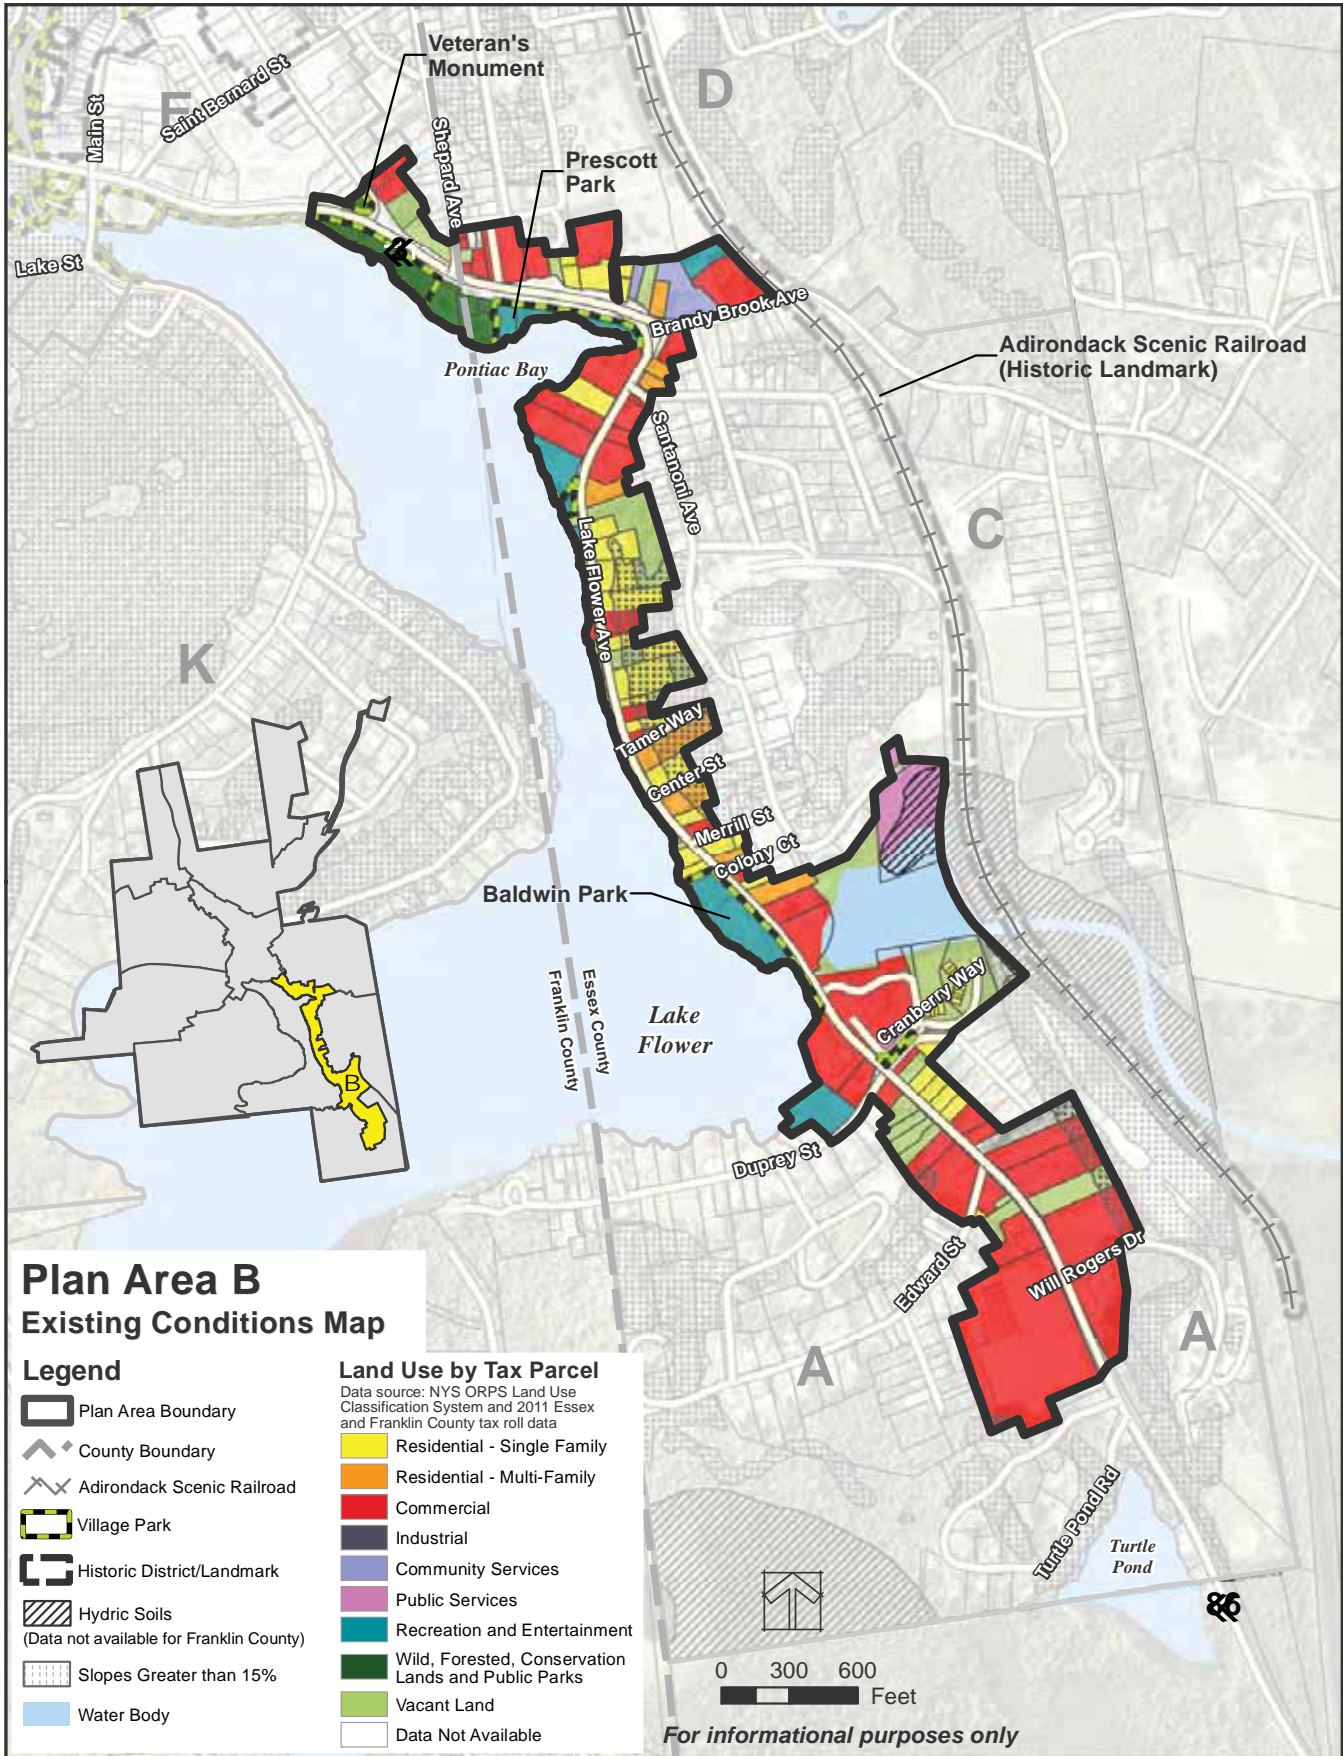 Veteran's
Monument
D
F
Saint Bernard St
Main St
Shepard Ave
Prescott
Park
Lake St
3
Brandy Brook Ave
Adirondack Scenic Railroad
(Historic Landmark)
Pontiac Bay
Santanoni Ave
C
Lake Flower Ave
K
Tamer Way
Center St
Merrill St
Colony Ct
Baldwin Park
Cranberry Way
Essex County
Franklin County
Lake
Flower
B
Duprey St
Edward St
Will Rogers Dr
A
A
Turtle Pond Rd
Turtle
Pond
86
Plan Area B
Existing Conditions Map
Legend
Plan Area Boundary
County Boundary
Adirondack Scenic Railroad
Village Park
Historic District/Landmark
Hydric Soils
(Data not available for Franklin County)
Slopes Greater than 15%
Water Body
Land Use by Tax Parcel
Data source: NYS ORPS Land Use
Classification System and 2011 Essex
and Franklin County tax roll data
Residential - Single Family
Residential - Multi-Family
Commercial
Industrial
Community Services
Public Services
Recreation and Entertainment
Wild, Forested, Conservation
Lands and Public Parks
Vacant Land
Data Not Available
0 300 600
Feet
For informational purposes only